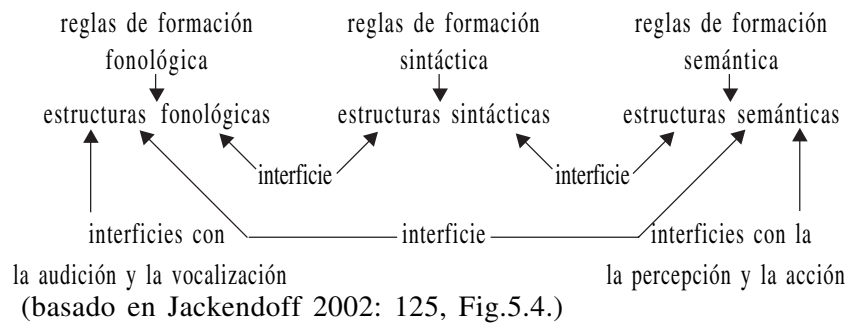 reglas de formación reglas de formación reglas de formación
fonológica sintáctica semántica
estructuras fonológicas estructuras sintácticas estructuras semánticas
interficie interficie
interficies con interficie interficies con la
la audición y la vocalización la percepción y la acción
(basado en Jackendoff 2002: 125, Fig.5.4.)